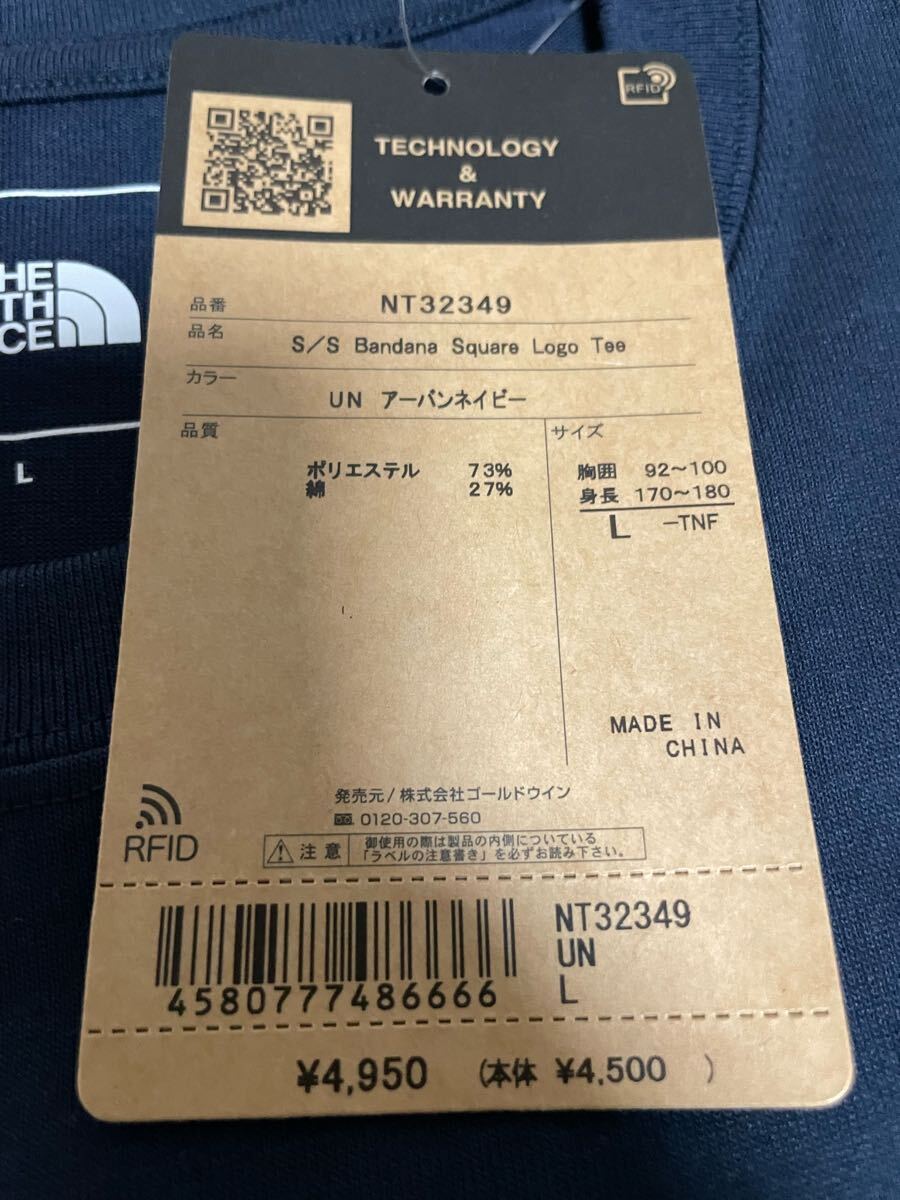 RFID
TECHNOLOGY
&
WARRANTY
HE
TH
CE
L
品番 NT32349
品名 S/S Bandana Square Logo Tee
カラー UN アーバンネイビー
品質
ポリエステル 73%
綿 27%
サイズ
胸囲 92~100
身長 170~180
L -TNF
MADE IN
CHINA
発売元/株式会社ゴールドウイン
0120-307-560
RFID
注意 御使用の際は製品の内側についている
「ラベルの注意書き」を必ずお読み下さい。
4580777486666
NT32349
UN
L
¥4,950 (本体 ¥4,500 )